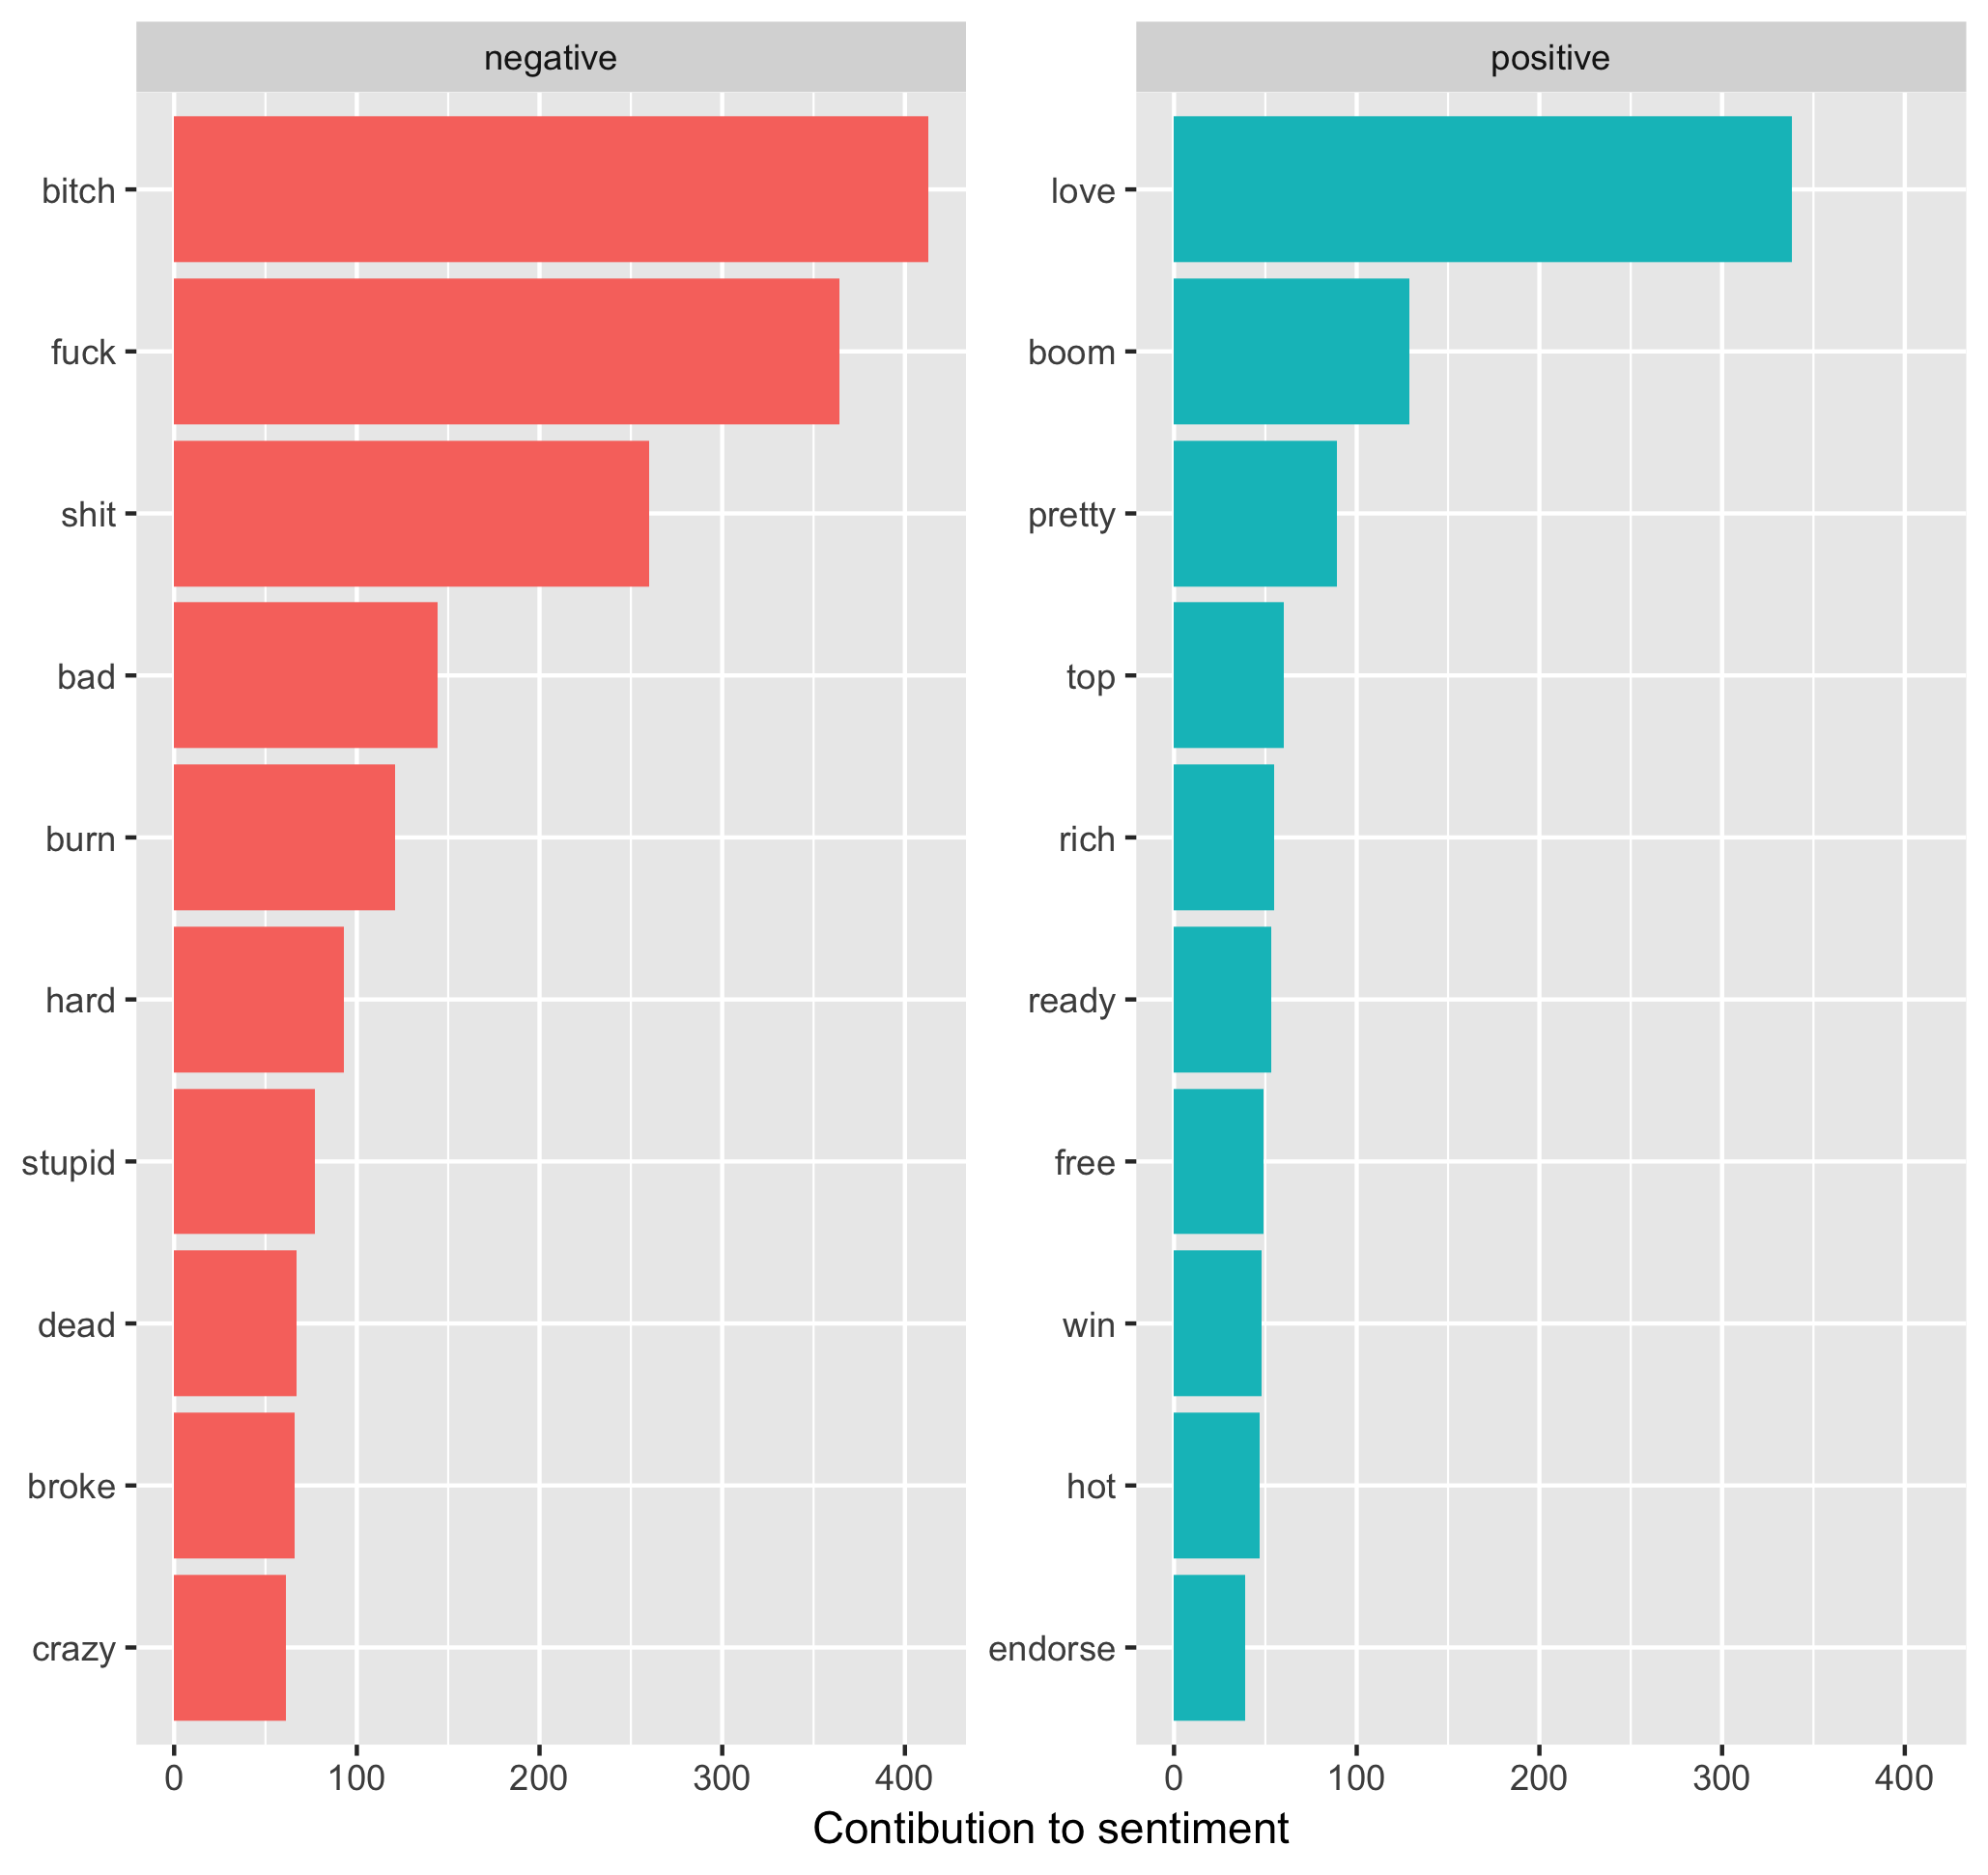 negative
bitch
fuck
shit
bad
burn
hard
stupid
dead
broke
crazy
0 100 200 300 400
positive
love
boom
pretty
top
rich
ready
free
win
hot
endorse
0 100 200 300 400
Contibution to sentiment